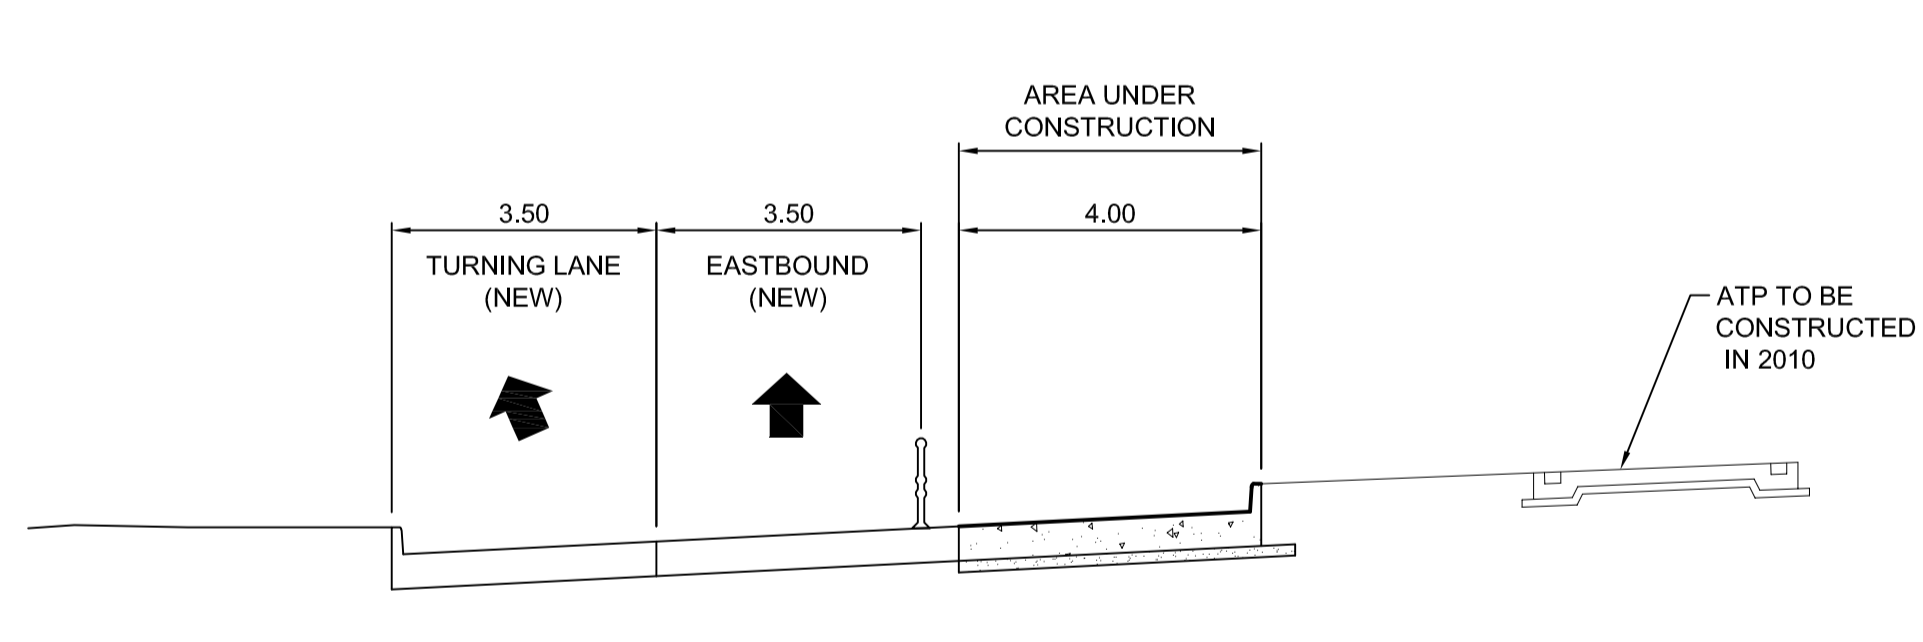 AREA UNDER
CONSTRUCTION
3.50
3.50
4.00
TURNING LANE
(NEW)
EASTBOUND
(NEW)
ATP TO BE
CONSTRUCTED
IN 2010